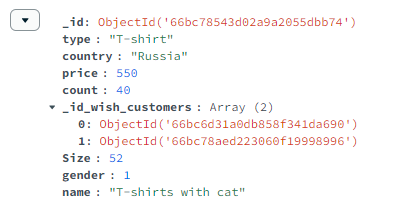 _id: ObjectId('66bc78543d02a9a2055dbb74')
type : "T-shirt"
country : "Russia"
price : 550
count : 40
_id_wish_customers : Array (2)
0: ObjectId('66bc6d31a0db858f341da690')
1: ObjectId('66bc78aed223060f19998996')
Size : 52
gender : 1
name : "T-shirts with cat"